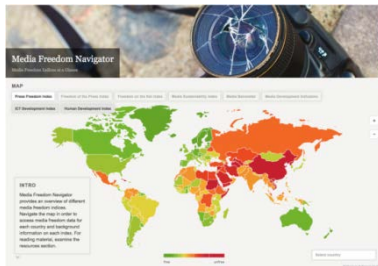 Media Freedom Navigator
Media Freedom Indices at a Glance
MAP
Press Freedom Index
Freedom of the Press Index
Freedom on the Net Index
Media Sustainability Index
Media Barometer
Media Development Indicators
ICT Development Index
Human Development Index
INTRO
Media Freedom Navigator
provides an overview of different
media freedom indices.
Navigate the map in order to
access media freedom data for
each country and background
information on each index. For
reading material, examine the
resources section.
free
unfree
Search country